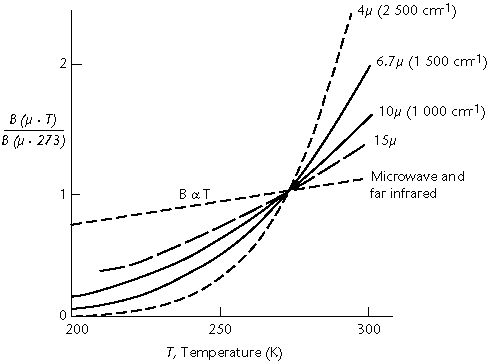 4µ (2 500 cm-1)
2
6.7µ (1 500 cm-1)
10µ (1 000 cm-1)
B (µ · T)
B (µ · 273)
15µ
1
B ∝ T
Microwave and
far infrared
0
200
250
300
T, Temperature (K)